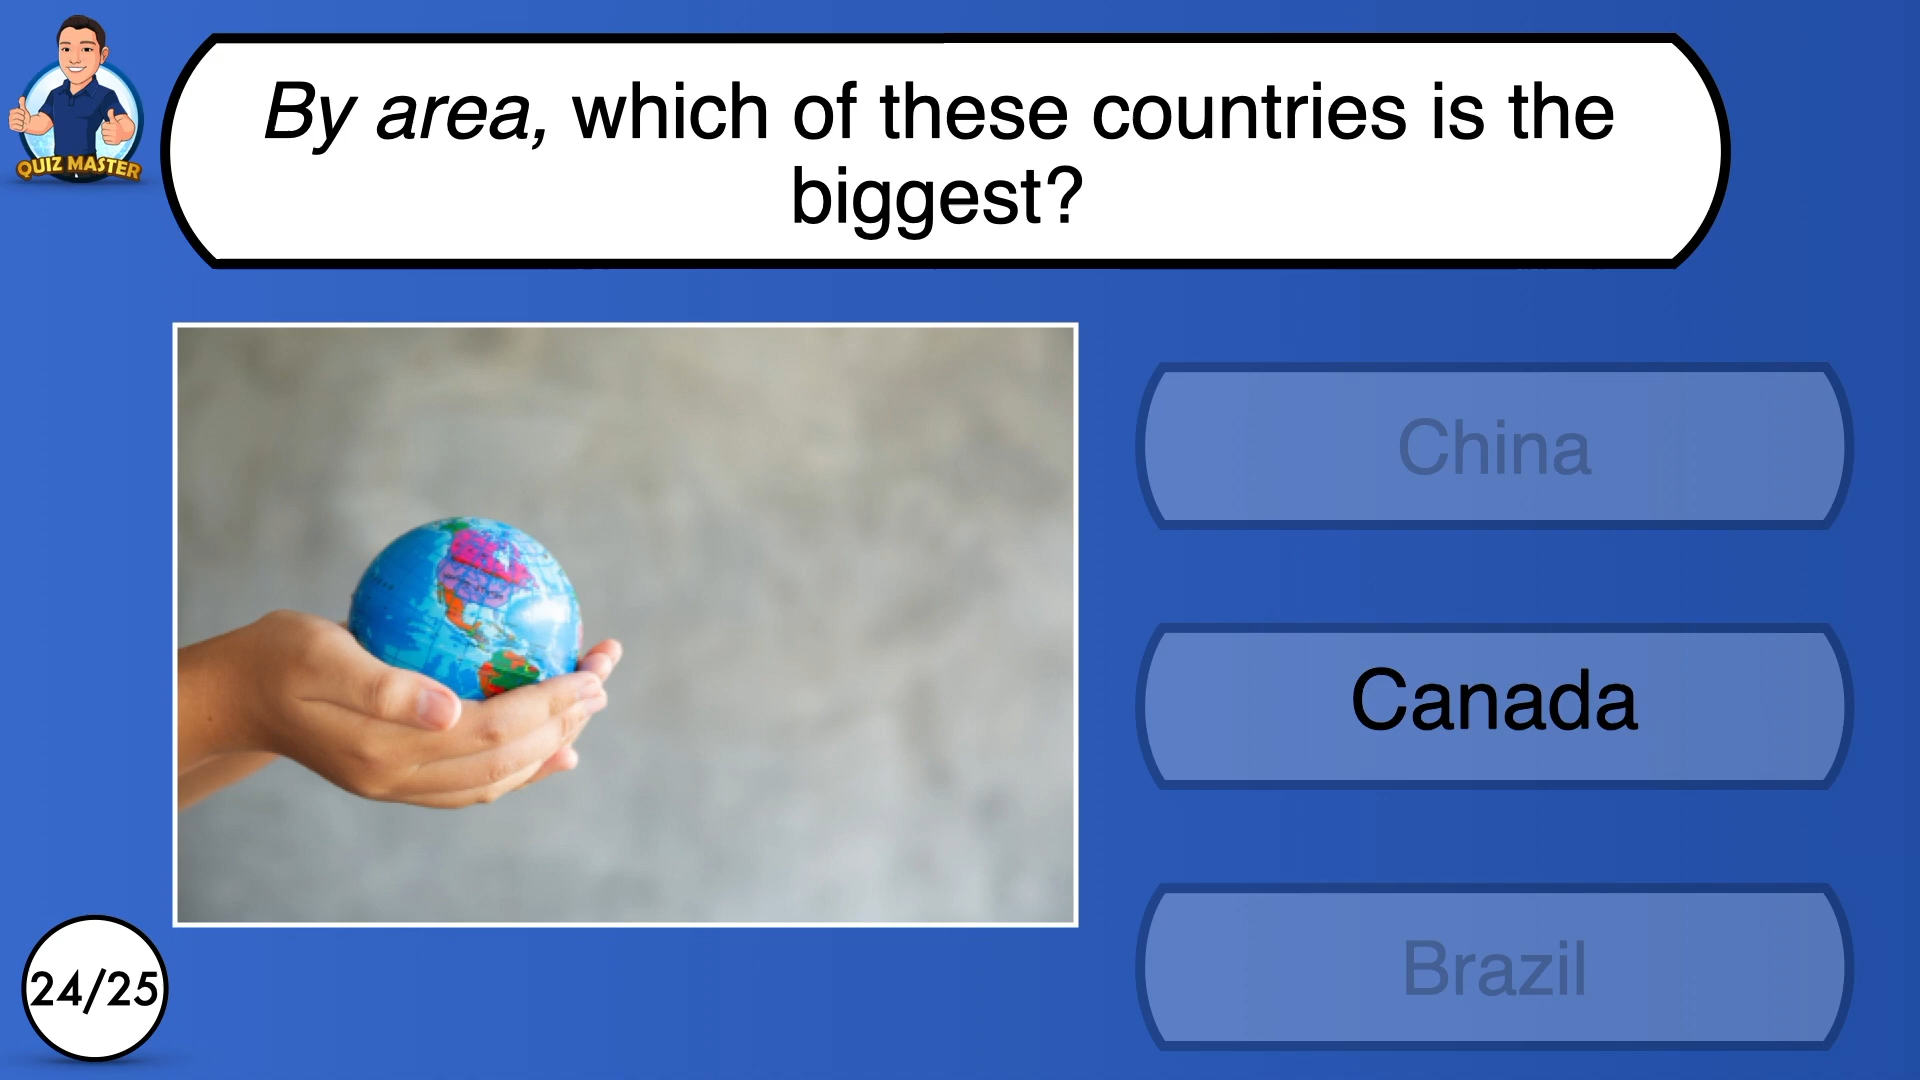 QUIZ MASTER
By area, which of these countries is the
biggest?
China
Canada
Brazil
24/25